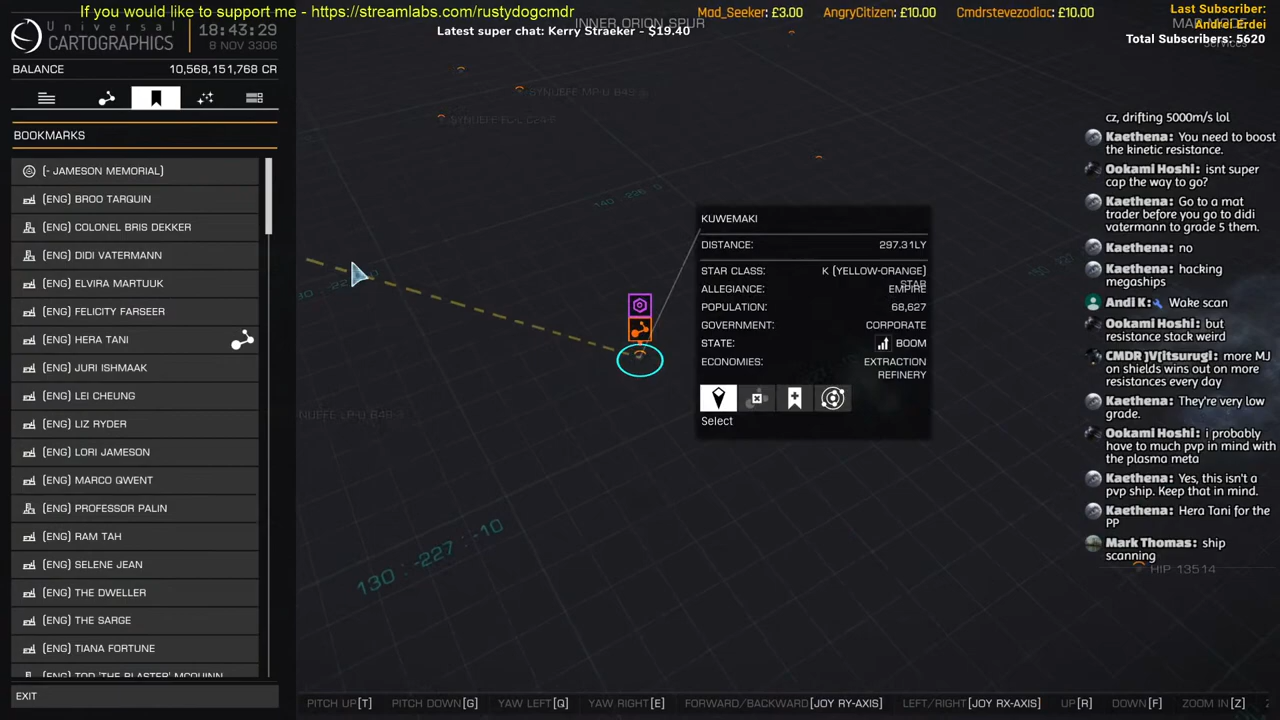 If you would like to support me - https://streamlabs.com/rustydogcmdr
Mad_Seeker: £3.00
AngryCitizen: £10.00
Cmdrstevezodiac: £10.00
Last Subscriber:
Andrei Erdei
Total Subscribers: 5620
INNER ORION SPUR
Latest super chat: Kerry Straeker - $19.40
Universal
CARTOGRAPHICS
18:43:29
8 NOV 3306
BALANCE
10,568,151,768 CR
BOOKMARKS
(- JAMESON MEMORIAL)
(ENG) BROO TARQUIN
(ENG) COLONEL BRIS DEKKER
(ENG) DIDI VATERMANN
(ENG) ELVIRA MARTUUK
(ENG) FELICITY FARSEER
(ENG) HERA TANI
(ENG) JURI ISHMAAK
(ENG) LEI CHEUNG
(ENG) LIZ RYDER
(ENG) LORI JAMESON
(ENG) MARCO QWENT
(ENG) PROFESSOR PALIN
(ENG) RAM TAH
(ENG) SELENE JEAN
(ENG) THE DWELLER
(ENG) THE SARGE
(ENG) TIANA FORTUNE
(ENG) TOD 'THE BLASTER' MCQUINN
EXIT
130 : -227 : -10
KUWEMAKI
DISTANCE: 297.31LY
STAR CLASS: K (YELLOW-ORANGE)
STAR
ALLEGIANCE: EMPIRE
POPULATION: 68,627
GOVERNMENT: CORPORATE
STATE: BOOM
ECONOMIES: EXTRACTION
REFINERY
Select
cz, drifting 5000m/s lol
Kaethena: You need to boost
the kinetic resistance.
Ookami Hoshi: isnt super
cap the way to go?
Kaethena: Go to a mat
trader before you go to didi
vatermann to grade 5 them.
Kaethena: no
Kaethena: hacking
megaships
Andi K: Wake scan
Ookami Hoshi: but
resistance stack weird
CMDR JV(Itsurugi: more MJ
on shields wins out on more
resistances every day
Kaethena: They're very low
grade.
Ookami Hoshi: i probably
have to much pvp in mind with
the plasma meta
Kaethena: Yes, this isn't a
pvp ship. Keep that in mind.
Kaethena: Hera Tani for the
PP
Mark Thomas: ship
scanning
HIP 13514
PITCH UP[T] PITCH DOWN[G] YAW LEFT[Q] YAW RIGHT[E] FORWARD/BACKWARD[JOY RY-AXIS] LEFT/RIGHT[JOY RX-AXIS] UP[R] DOWN[F] ZOOM IN[Z]